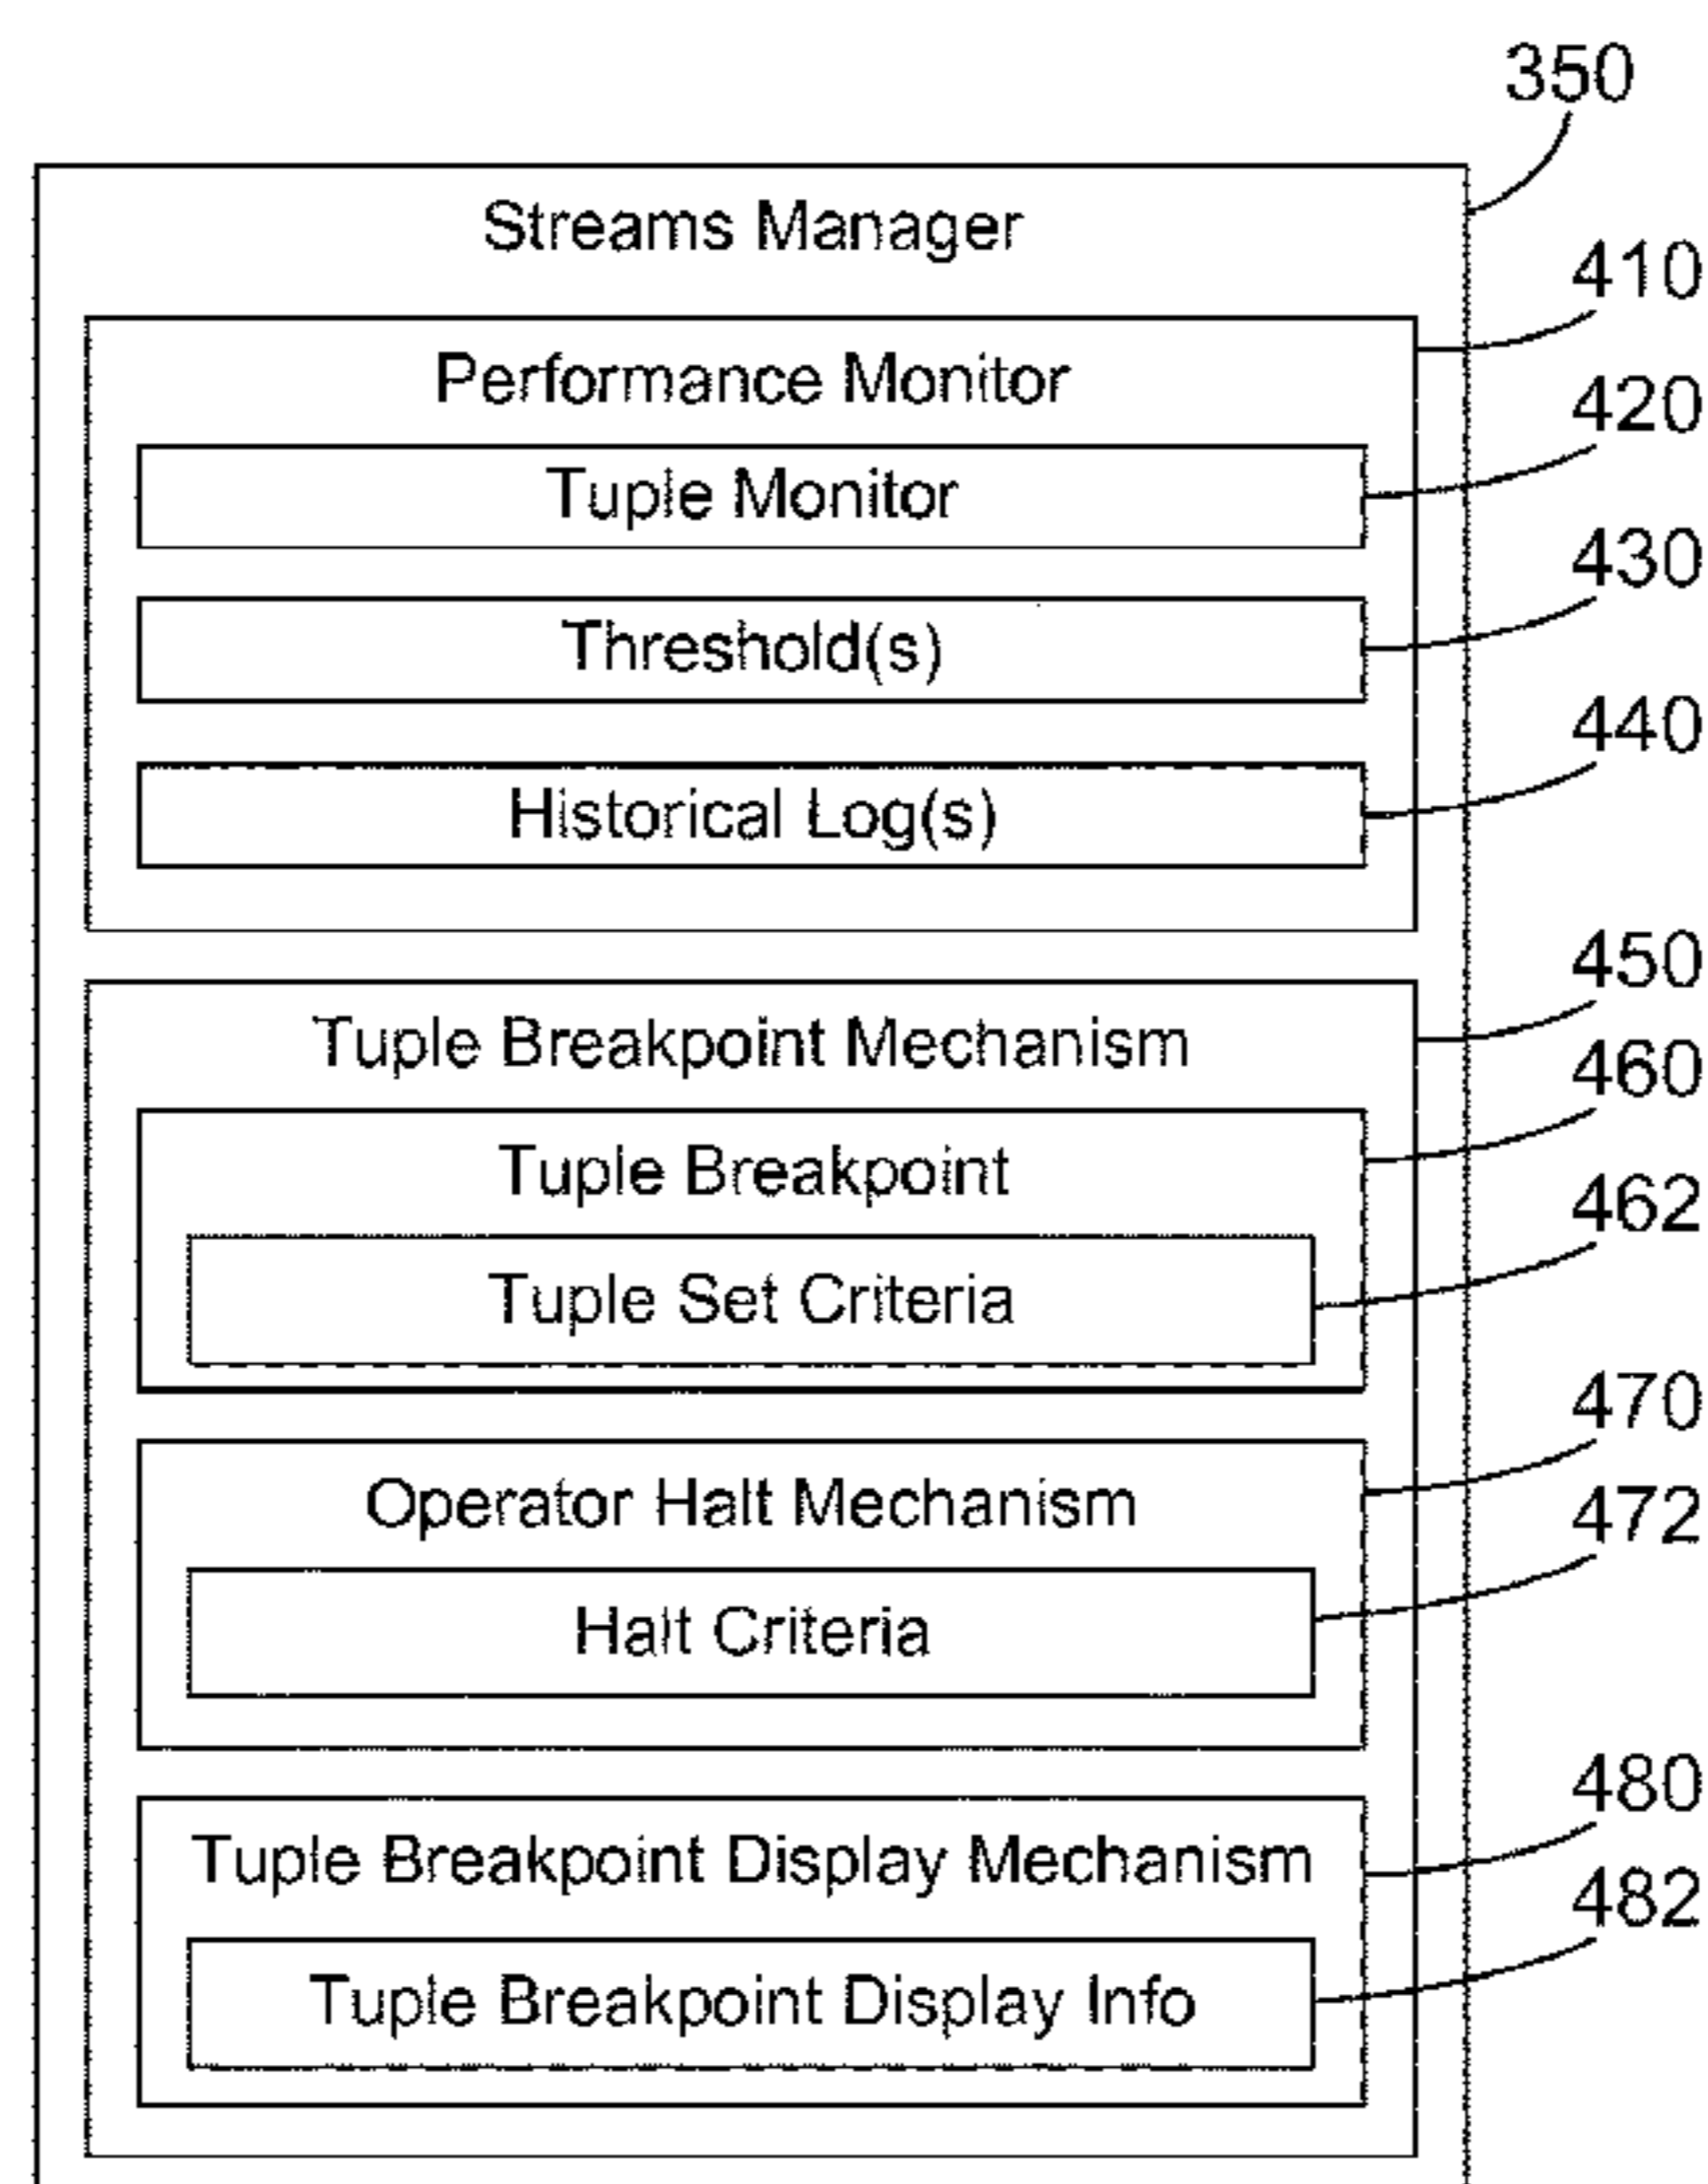 350
Streams Manager
410
Performance Monitor
420
Tuple Monitor
430
Threshold(s)
440
Historical Log(s)
450
Tuple Breakpoint Mechanism
460
Tuple Breakpoint
462
Tuple Set Criteria
470
Operator Halt Mechanism
472
Halt Criteria
480
Tuple Breakpoint Display Mechanism
482
Tuple Breakpoint Display Info